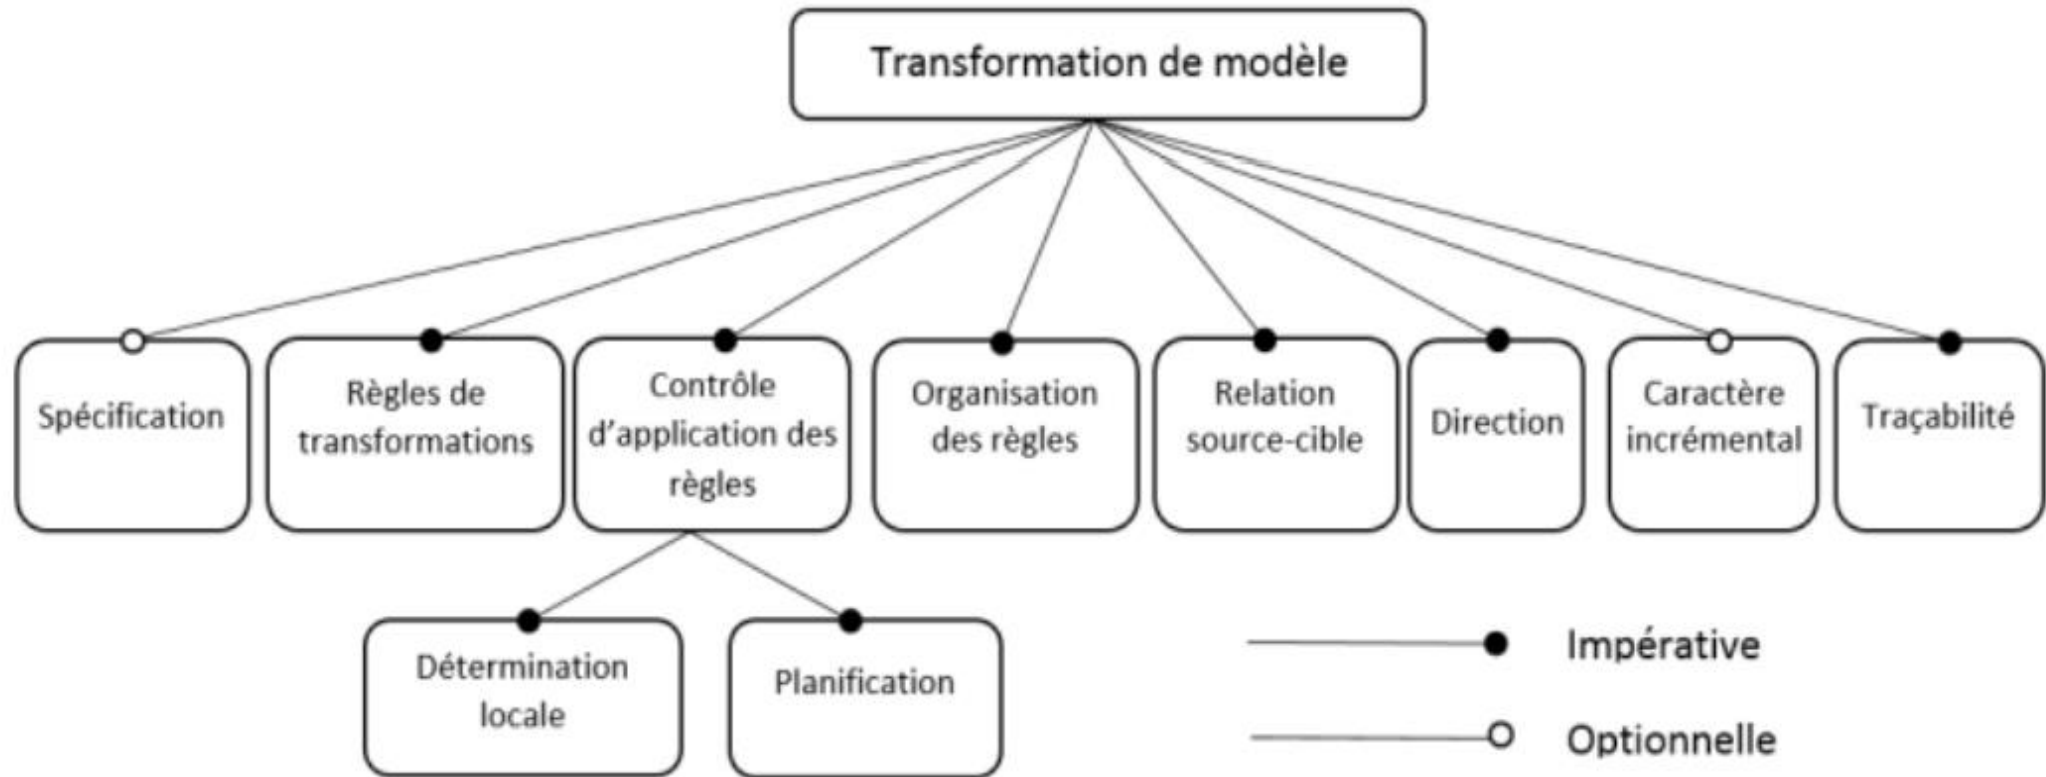 Transformation de modèle
Spécification
Règles de
transformations
Contrôle
d'application des
règles
Organisation
des règles
Relation
source-cible
Direction
Caractère
incrémental
Traçabilité
Détermination
locale
Planification
Impérative
Optionnelle